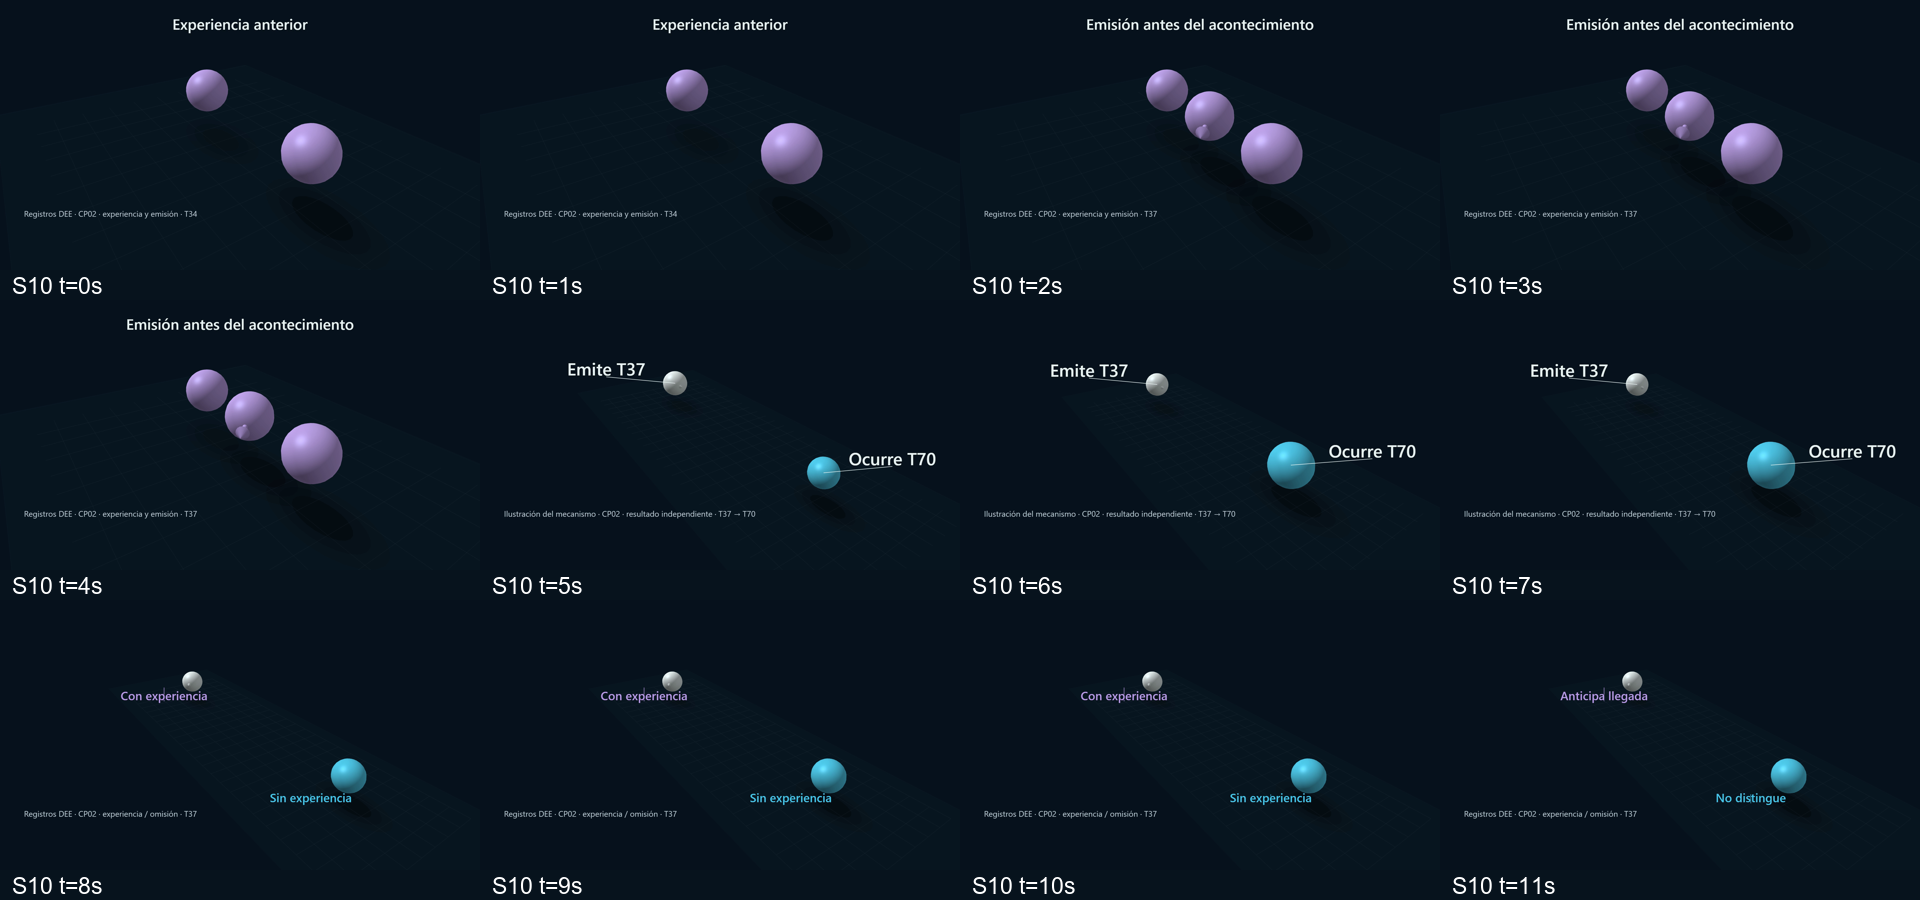 Experiencia anterior
Registros DEE · CP02 · experiencia y emisión · T34
S10 t=0s
Experiencia anterior
Registros DEE · CP02 · experiencia y emisión · T34
S10 t=1s
Emisión antes del acontecimiento
Registros DEE · CP02 · experiencia y emisión · T37
S10 t=2s
Emisión antes del acontecimiento
Registros DEE · CP02 · experiencia y emisión · T37
S10 t=3s
Emisión antes del acontecimiento
Registros DEE · CP02 · experiencia y emisión · T37
S10 t=4s
Emite T37
Ocurre T70
Ilustración del mecanismo · CP02 · resultado independiente · T37 → T70
S10 t=5s
Emite T37
Ocurre T70
Ilustración del mecanismo · CP02 · resultado independiente · T37 → T70
S10 t=6s
Emite T37
Ocurre T70
Ilustración del mecanismo · CP02 · resultado independiente · T37 → T70
S10 t=7s
Con experiencia
Sin experiencia
Registros DEE · CP02 · experiencia / omisión · T37
S10 t=8s
Con experiencia
Sin experiencia
Registros DEE · CP02 · experiencia / omisión · T37
S10 t=9s
Con experiencia
Sin experiencia
Registros DEE · CP02 · experiencia / omisión · T37
S10 t=10s
Anticipa llegada
No distingue
Registros DEE · CP02 · experiencia / omisión · T37
S10 t=11s